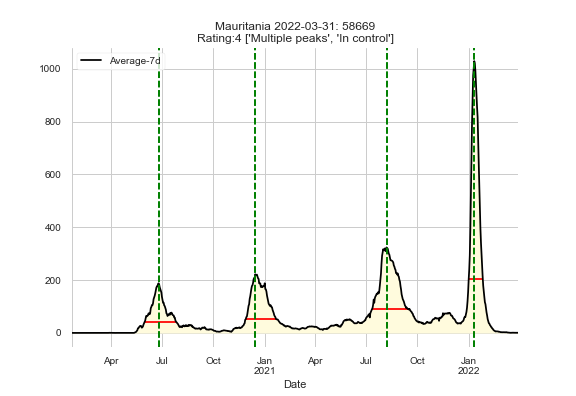 Mauritania 2022-03-31: 58669
Rating:4 ['Multiple peaks', 'In control']
Average-7d
1000
800
600
400
200
0
Apr Jul Oct Jan Apr Jul Oct Jan
2021 2022
Date